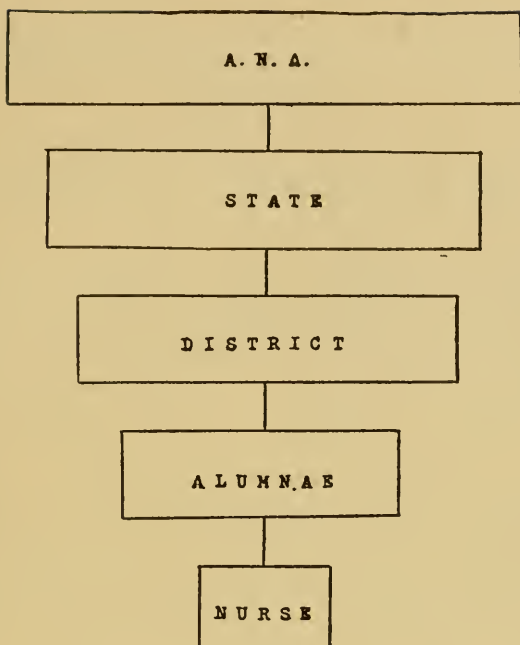 A. N. A.
STATE
DISTRICT
ALUMNAE
NURSE